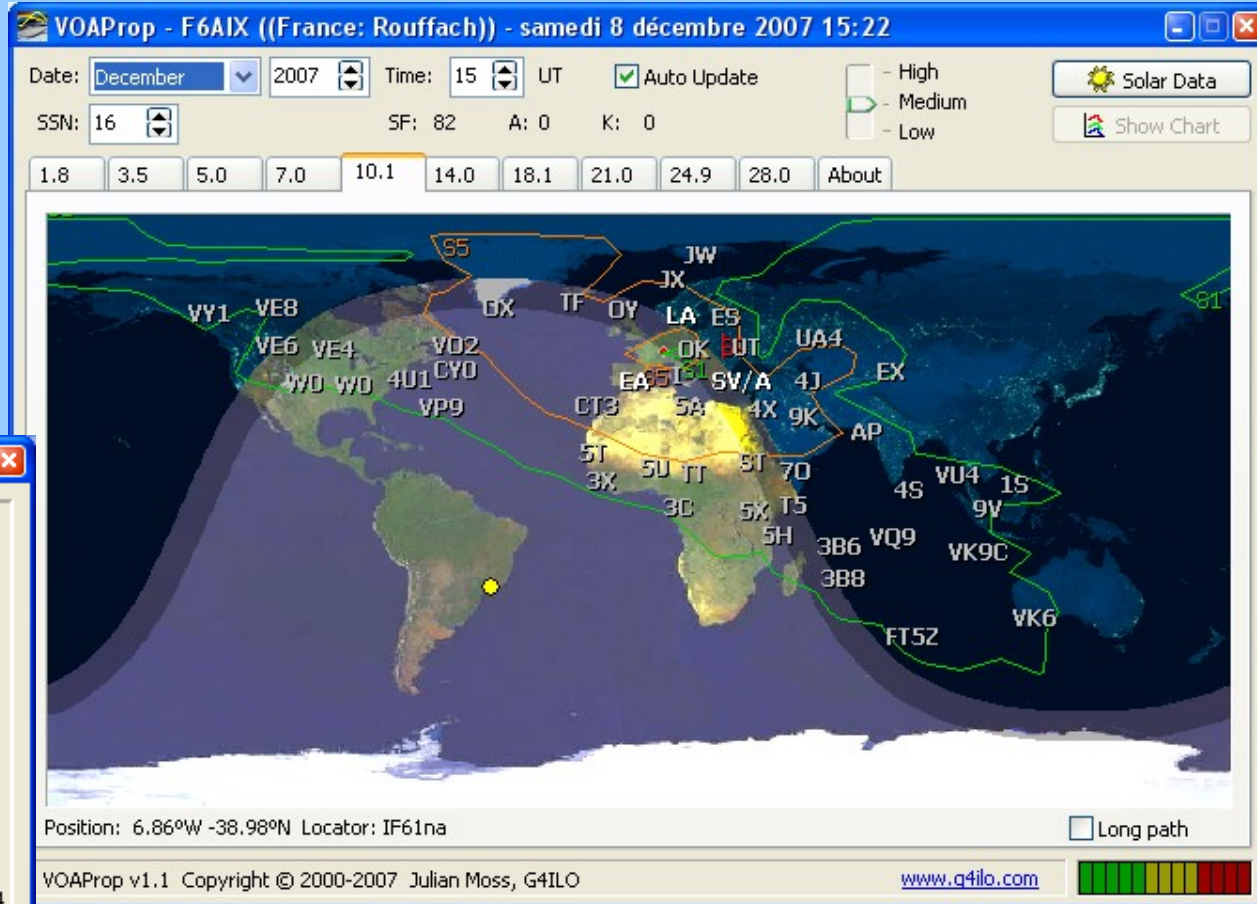 VOAProp - F6AIX ((France: Rouffach)) - samedi 8 décembre 2007 15:22
Date: December 2007 Time: 15 UT Auto Update
High
Medium
Low
Solar Data
SSN: 16 SF: 82 A: 0 K: 0
Show Chart
1.8 3.5 5.0 7.0 10.1 14.0 18.1 21.0 24.9 28.0 About
S5 JW
JX
VY1 VE8 OX TF OY LA ES S1
VE6 VE4 VO2 OK UT UA4
W0 W0 4U1 CY0 EA S5 I S1 SV/A 4J EX
VP9 CT3 5A 4X 9K AP
5T 5U TT ST 7O
3X 3C 5X T5 4S VU4 1S
9V
5H 3B6 VQ9 VK9C
3B8
VK6
FT5Z
Position: 6.86ºW -38.98ºN Locator: IF61na
Long path
VOAProp v1.1 Copyright © 2000-2007 Julian Moss, G4ILO www.g4ilo.com